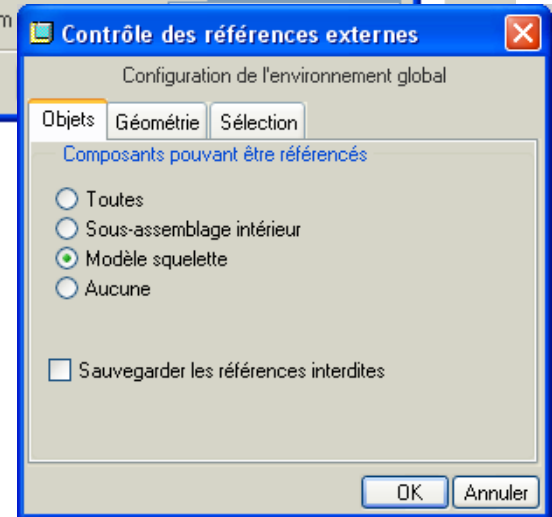 m
Contrôle des références externes
Configuration de l'environnement global
Objets Géométrie Sélection
Composants pouvant être référencés
Toutes
Sous-assemblage intérieur
Modèle squelette
Aucune
Sauvegarder les références interdites
OK Annuler